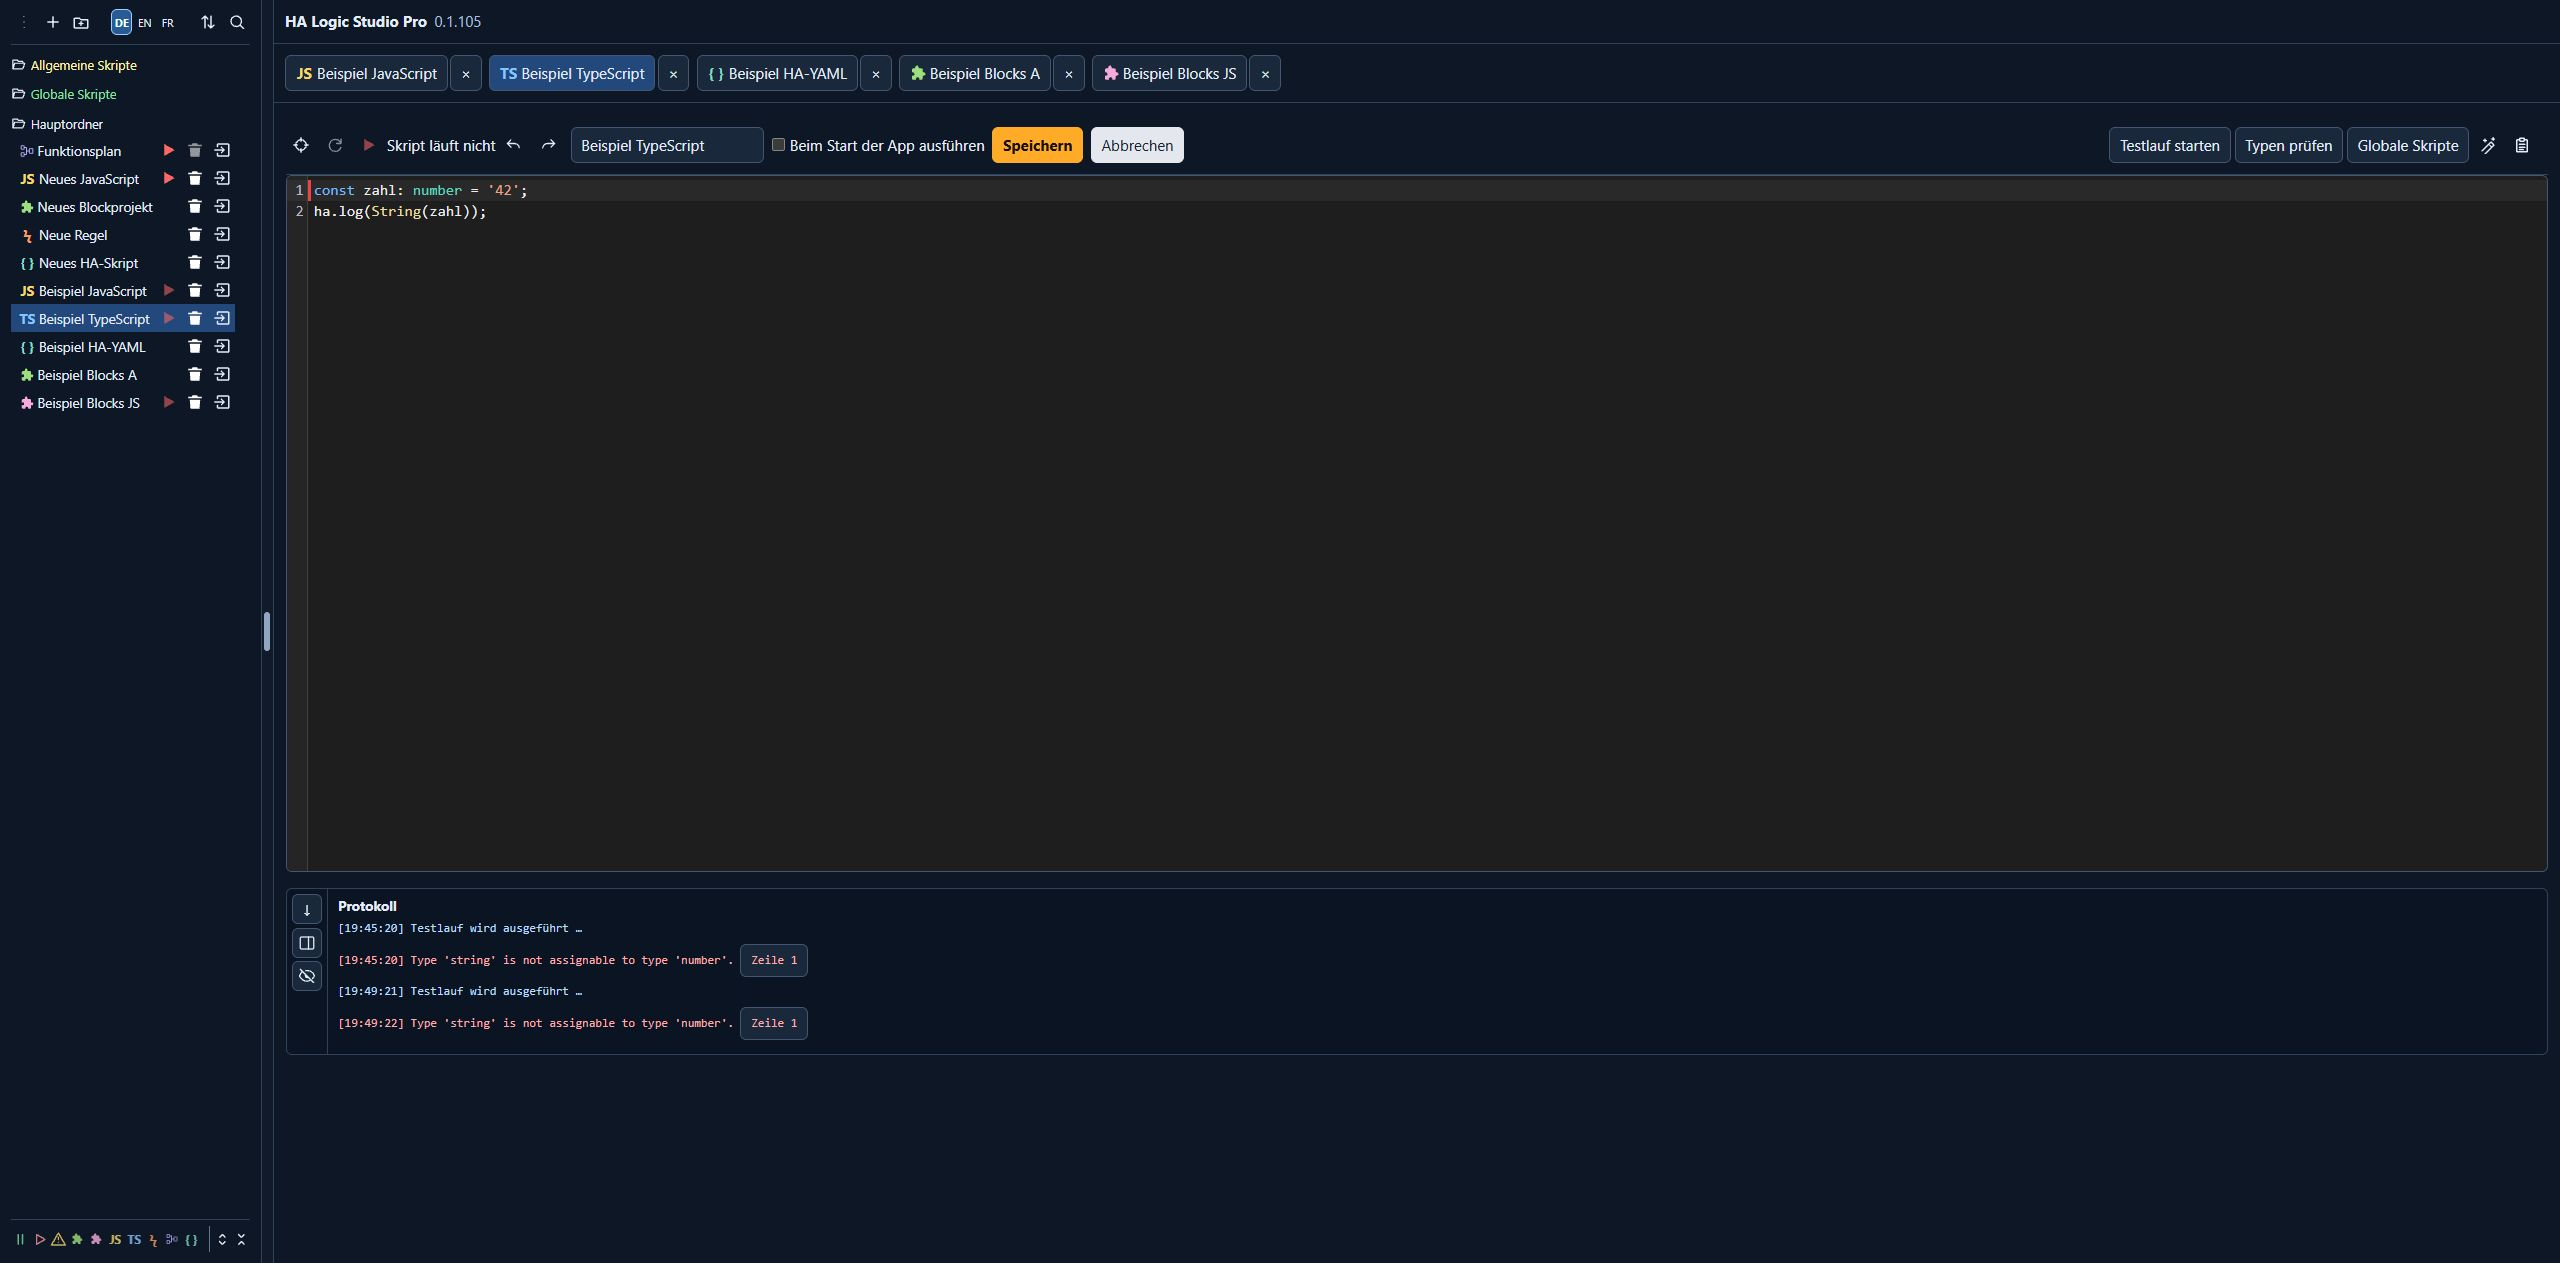 DE EN FR
Allgemeine Skripte
Globale Skripte
Hauptordner
Funktionsplan
JS Neues JavaScript
Neues Blockprojekt
Neue Regel
{ } Neues HA-Skript
JS Beispiel JavaScript
TS Beispiel TypeScript
{ } Beispiel HA-YAML
Beispiel Blocks A
Beispiel Blocks JS
JS TS { }
HA Logic Studio Pro 0.1.105
JS Beispiel JavaScript × TS Beispiel TypeScript × { } Beispiel HA-YAML × Beispiel Blocks A × Beispiel Blocks JS ×
Skript läuft nicht Beispiel TypeScript Beim Start der App ausführen Speichern Abbrechen Testlauf starten Typen prüfen Globale Skripte
1 const zahl: number = '42';
2 ha.log(String(zahl));
Protokoll
[19:45:20] Testlauf wird ausgeführt …
[19:45:20] Type 'string' is not assignable to type 'number'. Zeile 1
[19:49:21] Testlauf wird ausgeführt …
[19:49:22] Type 'string' is not assignable to type 'number'. Zeile 1